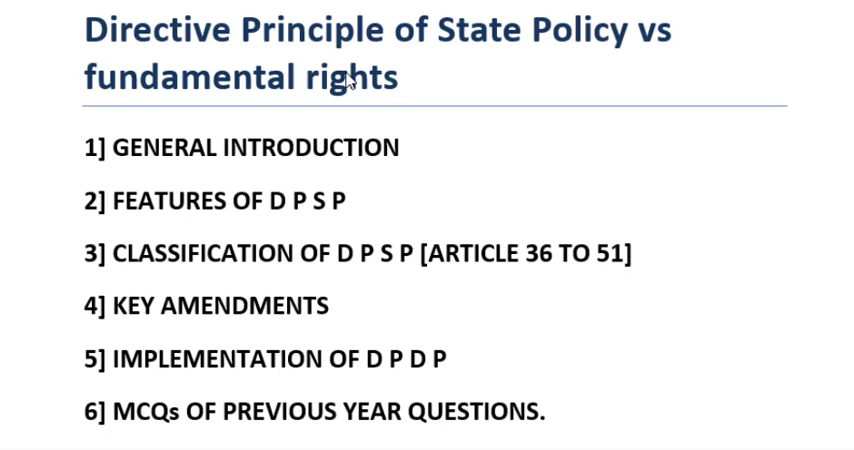 Directive Principle of State Policy vs
fundamental rights
1] GENERAL INTRODUCTION
2] FEATURES OF D P S P
3] CLASSIFICATION OF D P S P [ARTICLE 36 TO 51]
4] KEY AMENDMENTS
5] IMPLEMENTATION OF D P D P
6] MCQs OF PREVIOUS YEAR QUESTIONS.